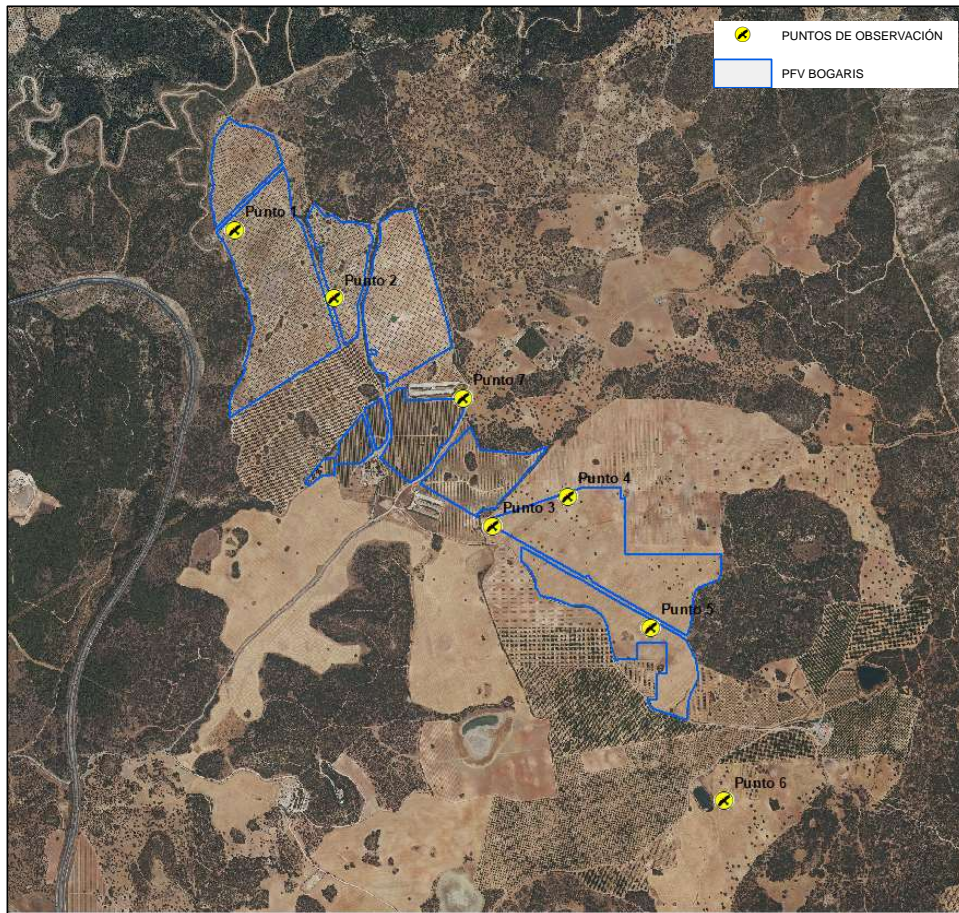 PUNTOS DE OBSERVACIÓN
PFV BOGARIS
Punto 1
Punto 2
Punto 7
Punto 4
Punto 3
Punto 5
Punto 6